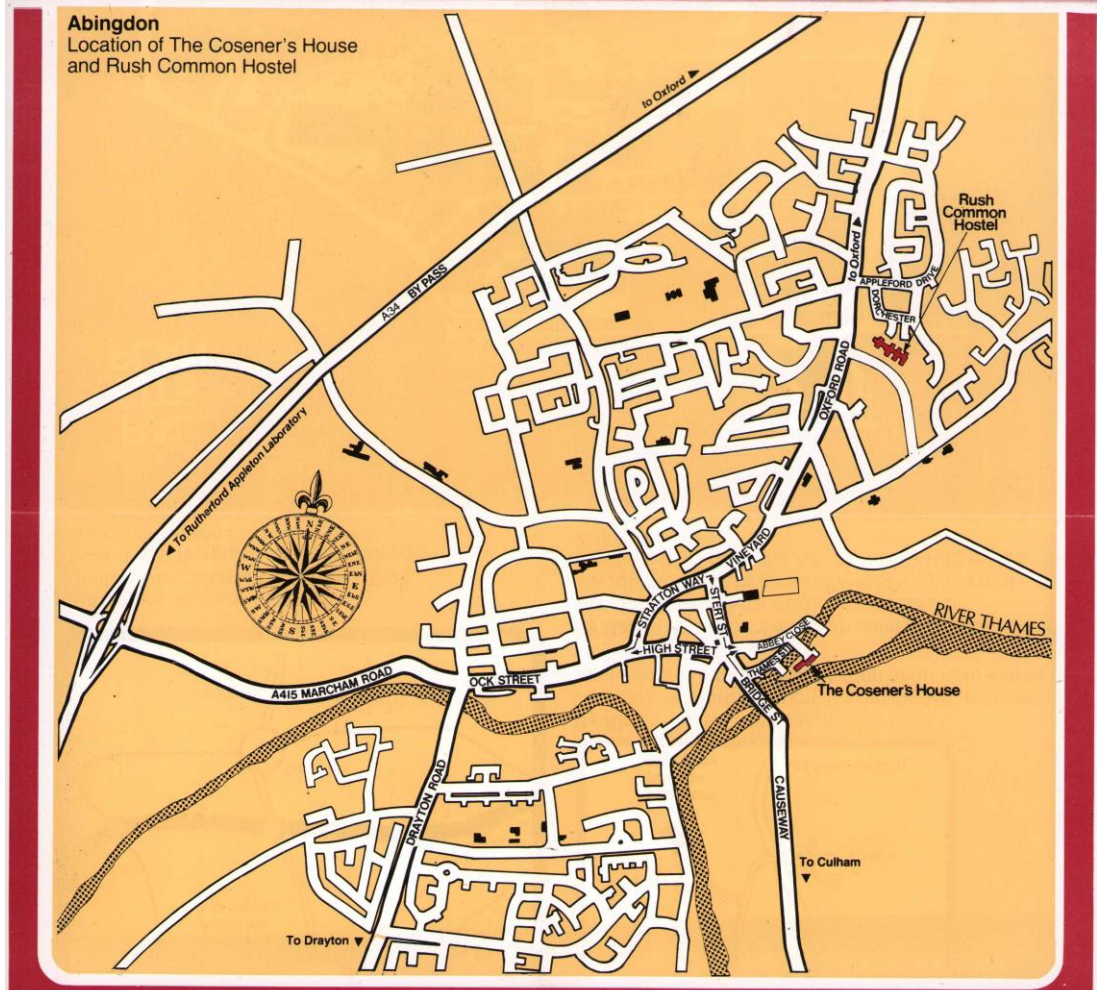 Abingdon
Location of The Cosener's House
and Rush Common Hostel
to Oxford
Rush
Common
Hostel
to Oxford
APPLEFORD DRIVE
DORCHESTER
A34 BY PASS
OXFORD ROAD
To Rutherford Appleton Laboratory
N
E
S
W
VINEYARD
STRATTON WAY
STERT ST
RIVER THAMES
ABBEY CLOSE
HIGH STREET
THAMES ST
OCK STREET
A415 MARCHAM ROAD
BRIDGE ST
The Cosener's House
DRAYTON ROAD
CAUSEWAY
To Culham
To Drayton